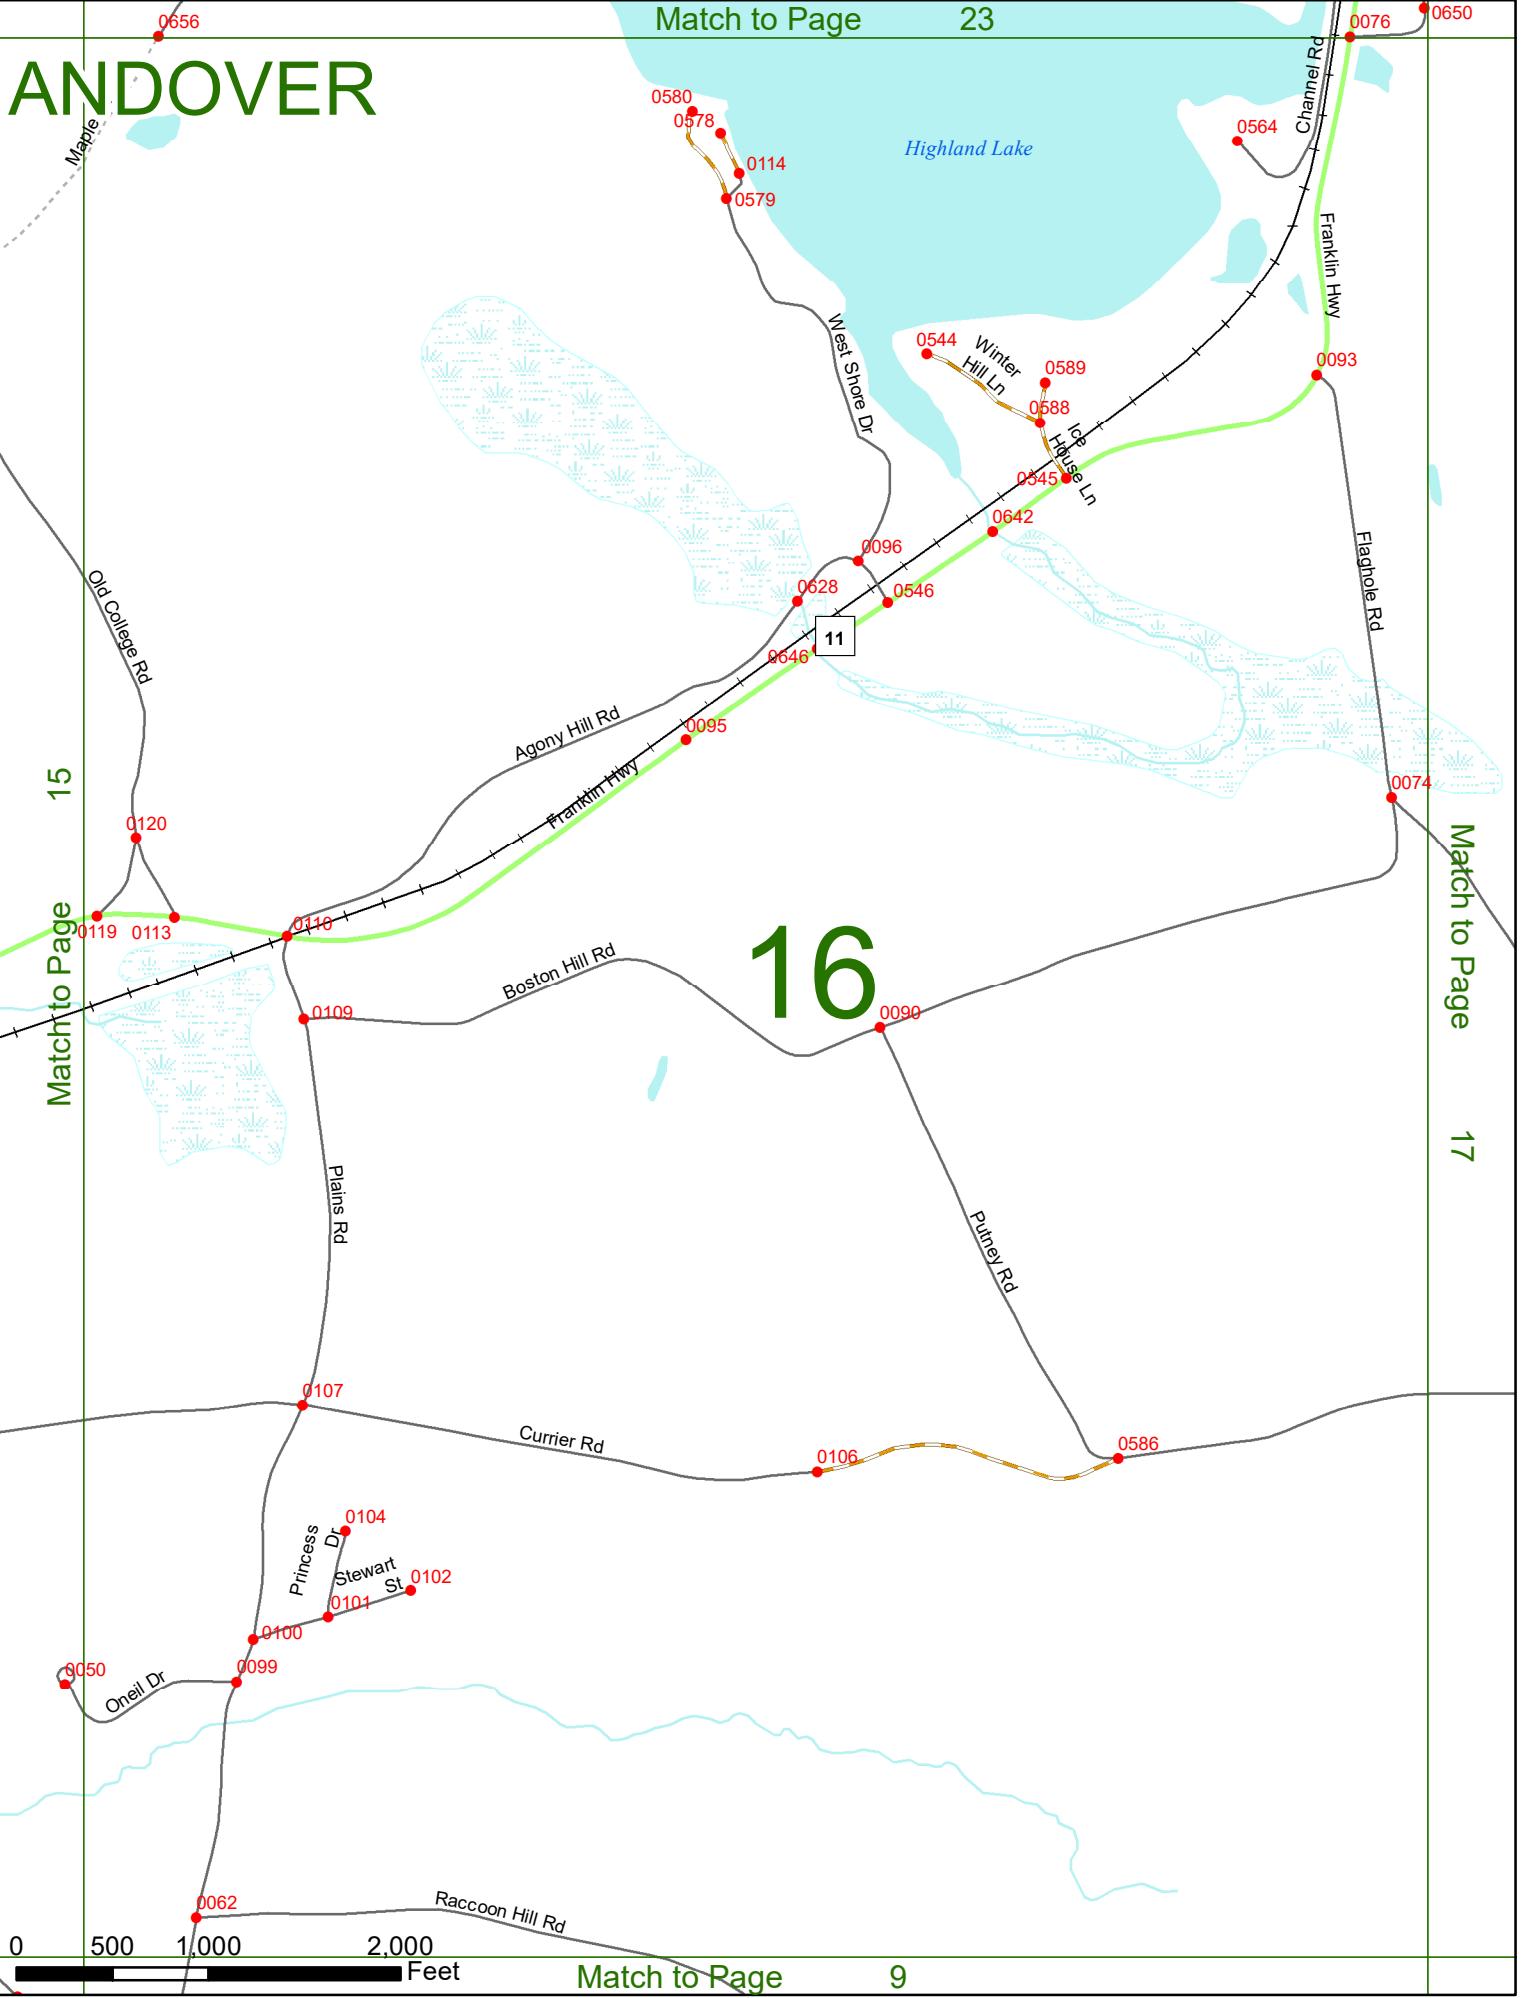 Match to Page 23
0656
0076
0650
ANDOVER
Channel Rd
0580
0578
0564
Maple
Highland Lake
0114
0579
Franklin Hwy
West Shore Dr
0544
Winter
Hill Ln
0589
0093
0588
Ice
House Ln
0545
0642
0096
Flaghole Rd
0628
0546
Old College Rd
11
0646
Agony Hill Rd
0095
Franklin Hwy
15
0074
0120
Match to Page
17
0119
0113
0110
Match to Page
16
Boston Hill Rd
0109
0090
Plains Rd
Putney Rd
0107
Currier Rd
0106
0586
0104
Princess
Dr
Stewart
St
0102
0101
0100
0050
0099
Oneil Dr
0062
Raccoon Hill Rd
0 500 1,000 2,000
Feet
Match to Page 9